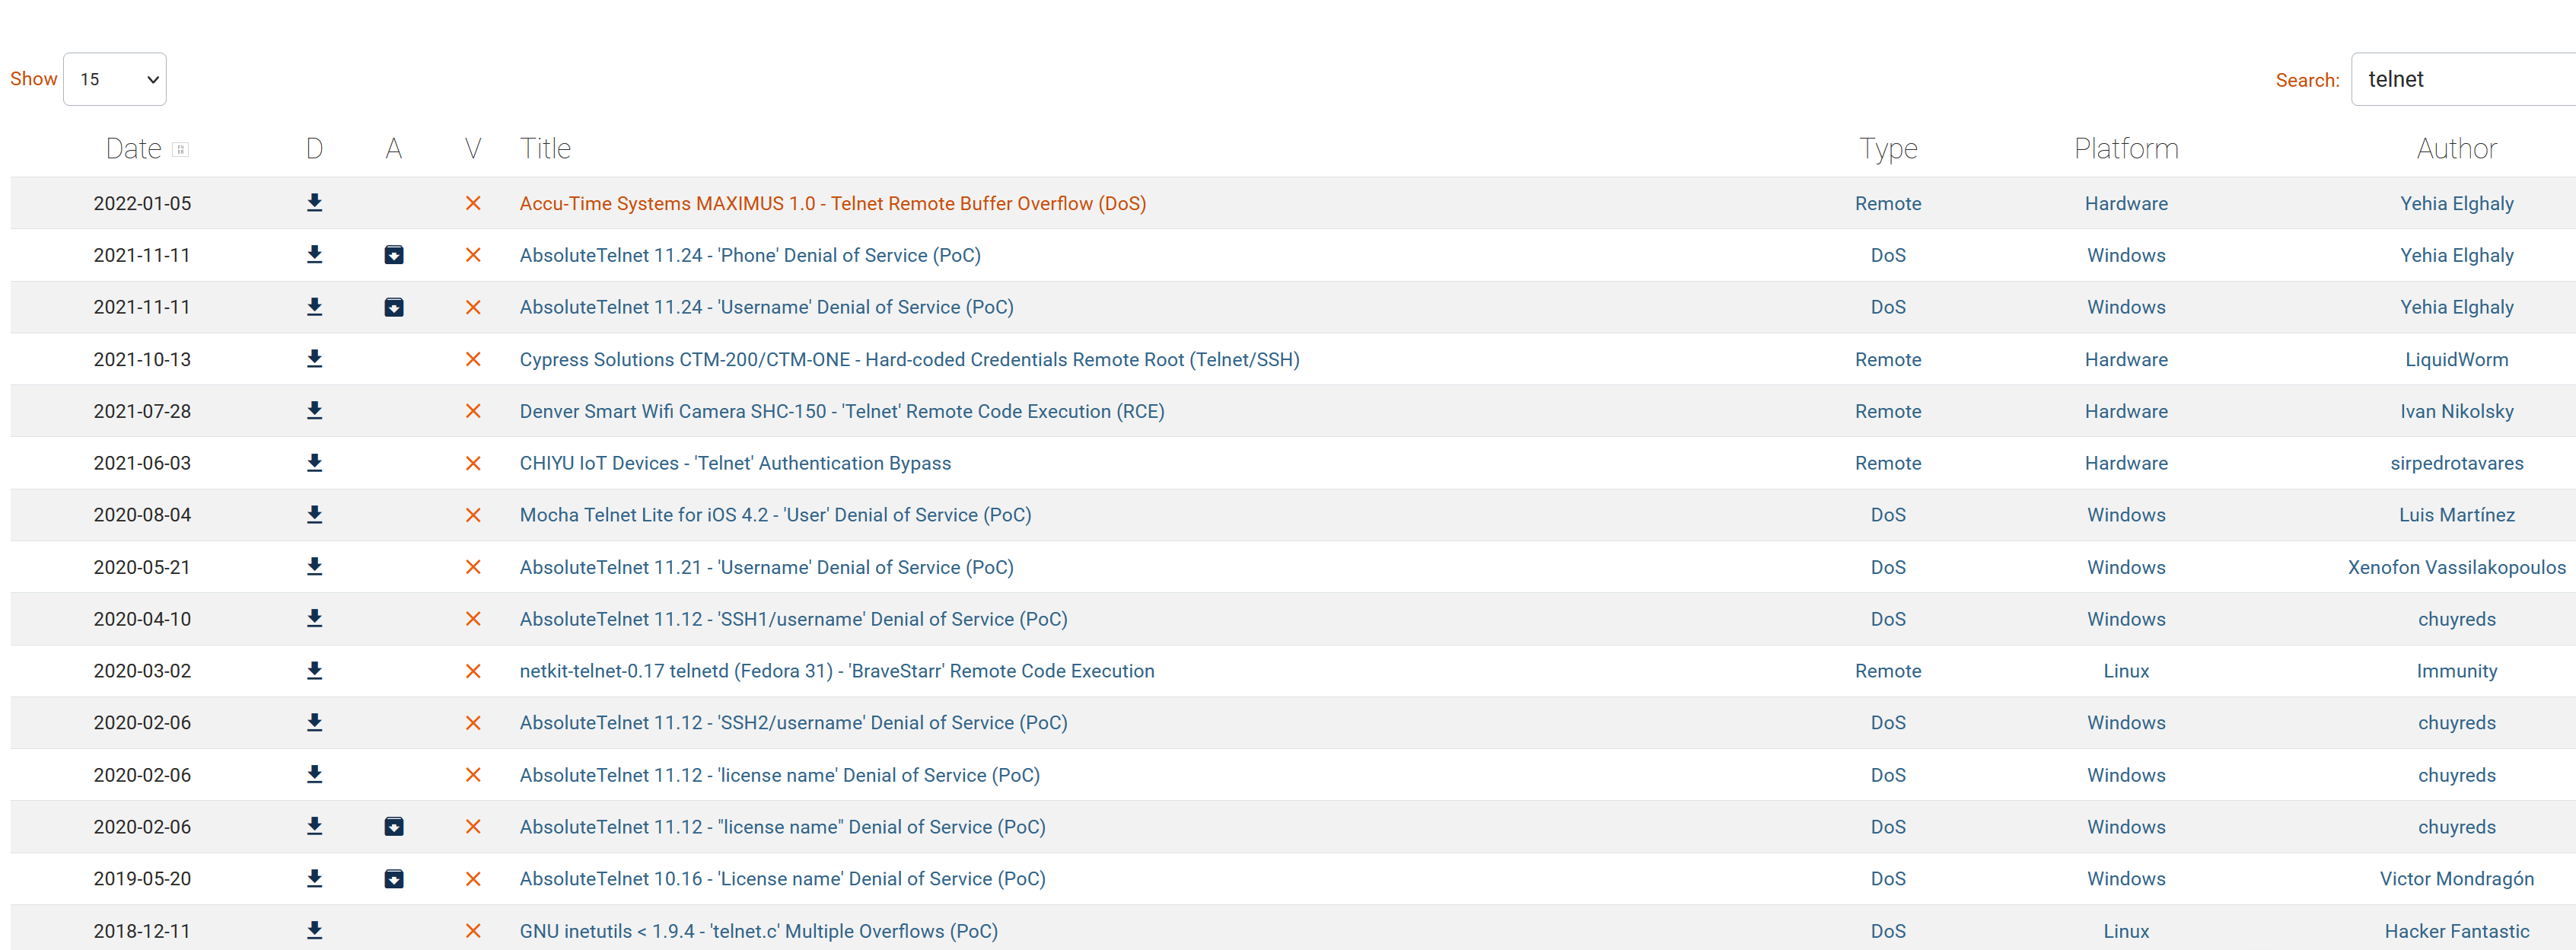 Show 15 Search: telnet
Date D A V Title Type Platform Author
2022-01-05 Accu-Time Systems MAXIMUS 1.0 - Telnet Remote Buffer Overflow (DoS) Remote Hardware Yehia Elghaly
2021-11-11 AbsoluteTelnet 11.24 - 'Phone' Denial of Service (PoC) DoS Windows Yehia Elghaly
2021-11-11 AbsoluteTelnet 11.24 - 'Username' Denial of Service (PoC) DoS Windows Yehia Elghaly
2021-10-13 Cypress Solutions CTM-200/CTM-ONE - Hard-coded Credentials Remote Root (Telnet/SSH) Remote Hardware LiquidWorm
2021-07-28 Denver Smart Wifi Camera SHC-150 - 'Telnet' Remote Code Execution (RCE) Remote Hardware Ivan Nikolsky
2021-06-03 CHIYU IoT Devices - 'Telnet' Authentication Bypass Remote Hardware sirpedrotavares
2020-08-04 Mocha Telnet Lite for iOS 4.2 - 'User' Denial of Service (PoC) DoS Windows Luis Martínez
2020-05-21 AbsoluteTelnet 11.21 - 'Username' Denial of Service (PoC) DoS Windows Xenofon Vassilakopoulos
2020-04-10 AbsoluteTelnet 11.12 - 'SSH1/username' Denial of Service (PoC) DoS Windows chuyreds
2020-03-02 netkit-telnet-0.17 telnetd (Fedora 31) - 'BraveStarr' Remote Code Execution Remote Linux Immunity
2020-02-06 AbsoluteTelnet 11.12 - 'SSH2/username' Denial of Service (PoC) DoS Windows chuyreds
2020-02-06 AbsoluteTelnet 11.12 - 'license name' Denial of Service (PoC) DoS Windows chuyreds
2020-02-06 AbsoluteTelnet 11.12 - "license name" Denial of Service (PoC) DoS Windows chuyreds
2019-05-20 AbsoluteTelnet 10.16 - 'License name' Denial of Service (PoC) DoS Windows Victor Mondragón
2018-12-11 GNU inetutils < 1.9.4 - 'telnet.c' Multiple Overflows (PoC) DoS Linux Hacker Fantastic